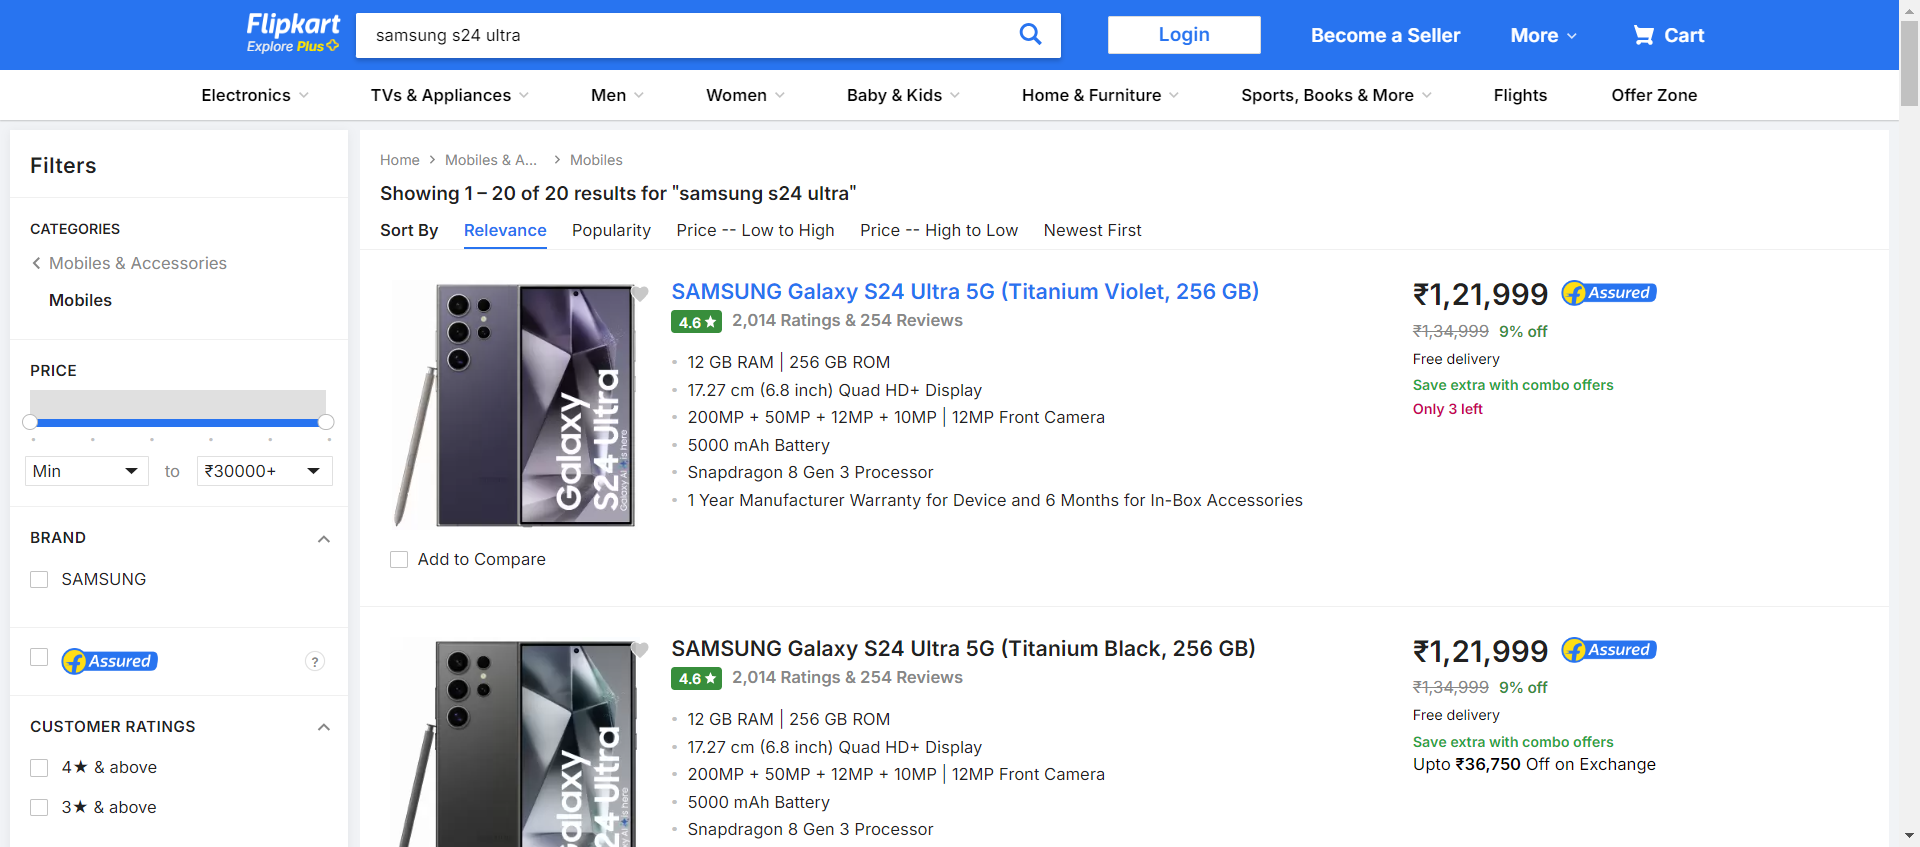 Flipkart
Explore Plus
samsung s24 ultra
Login
Become a Seller
More
Cart
Electronics
TVs & Appliances
Men
Women
Baby & Kids
Home & Furniture
Sports, Books & More
Flights
Offer Zone
Filters
CATEGORIES
Mobiles & Accessories
Mobiles
PRICE
Min to ₹30000+
BRAND
SAMSUNG
Assured
?
CUSTOMER RATINGS
4★ & above
3★ & above
Home > Mobiles & A... > Mobiles
Showing 1 – 20 of 20 results for "samsung s24 ultra"
Sort By Relevance Popularity Price -- Low to High Price -- High to Low Newest First
Galaxy
S24 Ultra
Galaxy AI is here
Add to Compare
SAMSUNG Galaxy S24 Ultra 5G (Titanium Violet, 256 GB)
4.6★ 2,014 Ratings & 254 Reviews
12 GB RAM | 256 GB ROM
17.27 cm (6.8 inch) Quad HD+ Display
200MP + 50MP + 12MP + 10MP | 12MP Front Camera
5000 mAh Battery
Snapdragon 8 Gen 3 Processor
1 Year Manufacturer Warranty for Device and 6 Months for In-Box Accessories
₹1,21,999 Assured
₹1,34,999 9% off
Free delivery
Save extra with combo offers
Only 3 left
alaxy
24 Ultra
y AI is here
SAMSUNG Galaxy S24 Ultra 5G (Titanium Black, 256 GB)
4.6★ 2,014 Ratings & 254 Reviews
12 GB RAM | 256 GB ROM
17.27 cm (6.8 inch) Quad HD+ Display
200MP + 50MP + 12MP + 10MP | 12MP Front Camera
5000 mAh Battery
Snapdragon 8 Gen 3 Processor
₹1,21,999 Assured
₹1,34,999 9% off
Free delivery
Save extra with combo offers
Upto ₹36,750 Off on Exchange